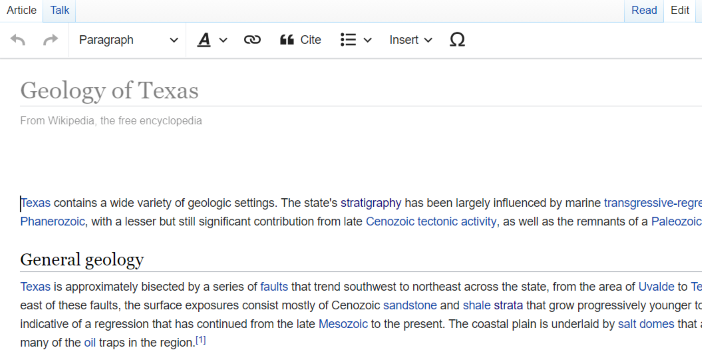 Article Talk Read Edit
Paragraph A Cite Insert Ω
Geology of Texas
From Wikipedia, the free encyclopedia
Texas contains a wide variety of geologic settings. The state's stratigraphy has been largely influenced by marine transgressive-regre
Phanerozoic, with a lesser but still significant contribution from late Cenozoic tectonic activity, as well as the remnants of a Paleozoic
General geology
Texas is approximately bisected by a series of faults that trend southwest to northeast across the state, from the area of Uvalde to Te
east of these faults, the surface exposures consist mostly of Cenozoic sandstone and shale strata that grow progressively younger to
indicative of a regression that has continued from the late Mesozoic to the present. The coastal plain is underlaid by salt domes that a
many of the oil traps in the region.[1]